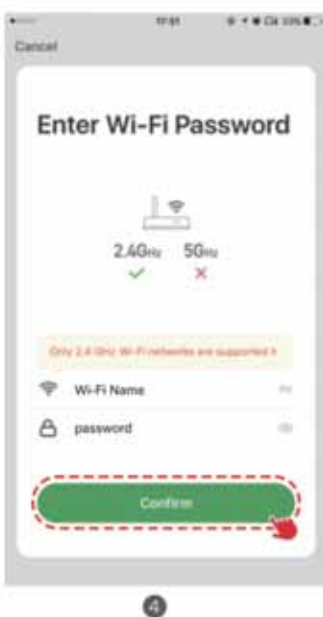 Cancel
Enter Wi-Fi Password
2.4GHz 5GHz
Only 2.4 GHz Wi-Fi networks are supported
Wi-Fi Name
password
Confirm
4